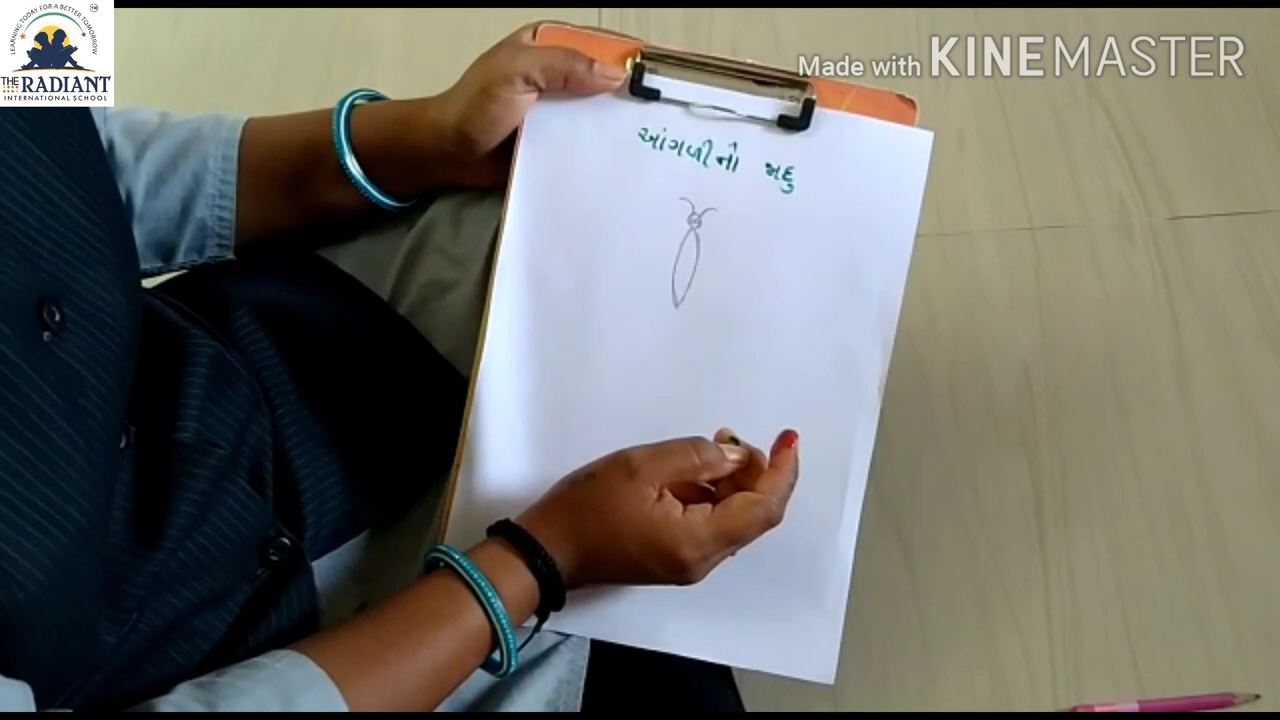 LEARNING TODAY FOR A BETTER TOMORROW
THE RADIANT
INTERNATIONAL SCHOOL
Made with KINEMASTER
આંગળીનો જાદુ